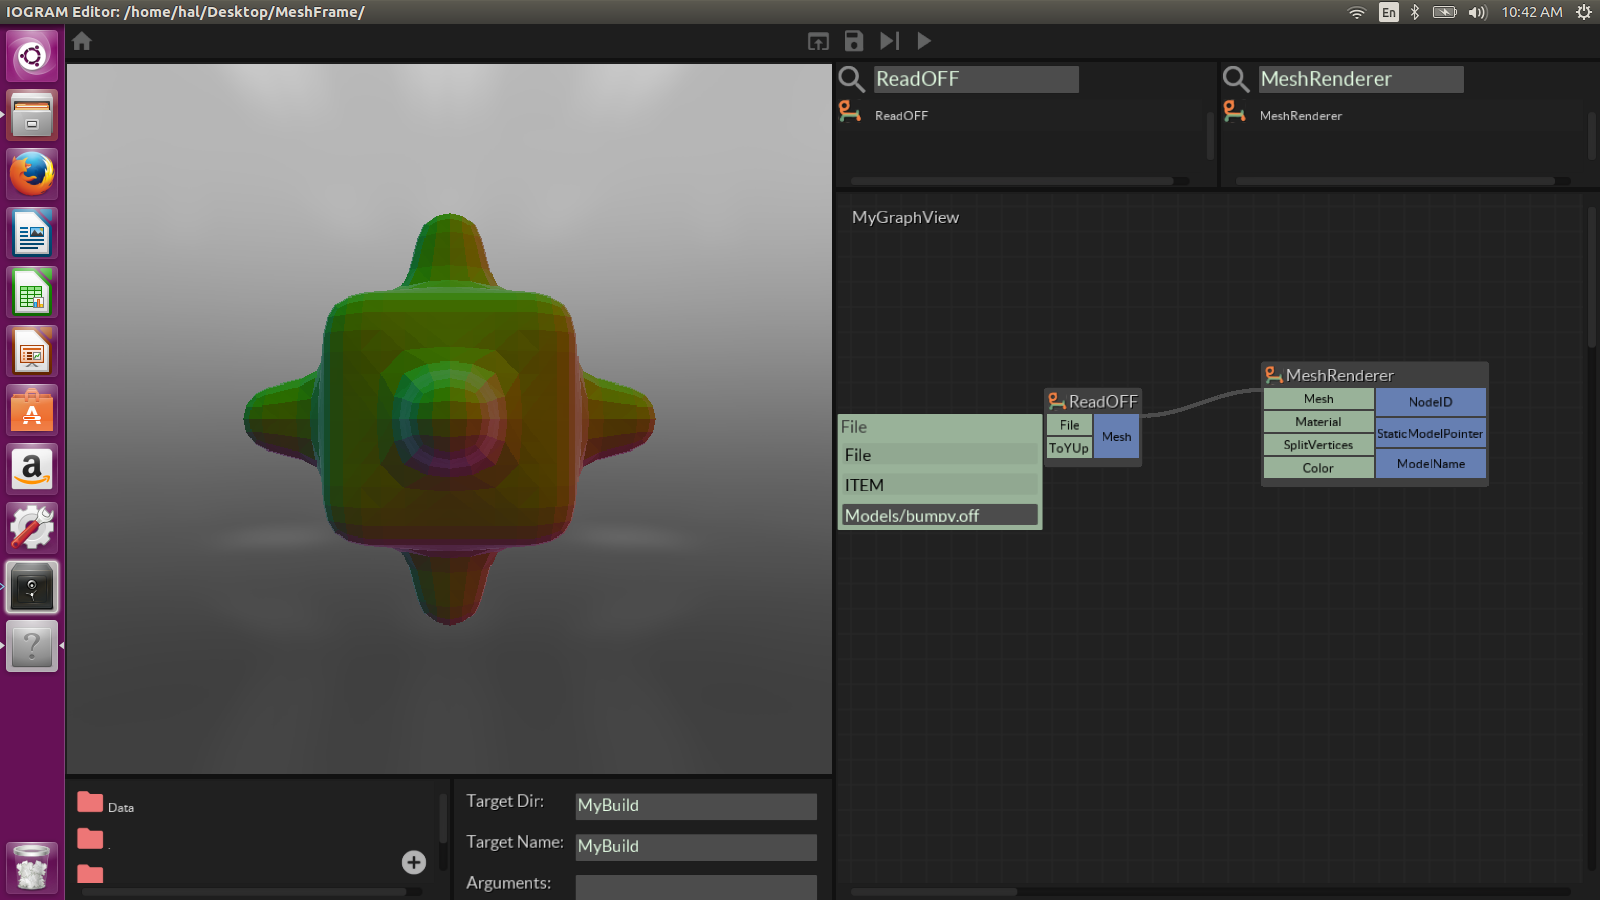 IOGRAM Editor: /home/hal/Desktop/MeshFrame/
En
10:42 AM
ReadOFF
MeshRenderer
ReadOFF
MeshRenderer
MyGraphView
MeshRenderer
Mesh
NodeID
Material
StaticModelPointer
SplitVertices
ModelName
Color
ReadOFF
File
Mesh
ToYUp
File
File
ITEM
Models/bumpy.off
Data
.
Target Dir:
MyBuild
Target Name:
MyBuild
Arguments: